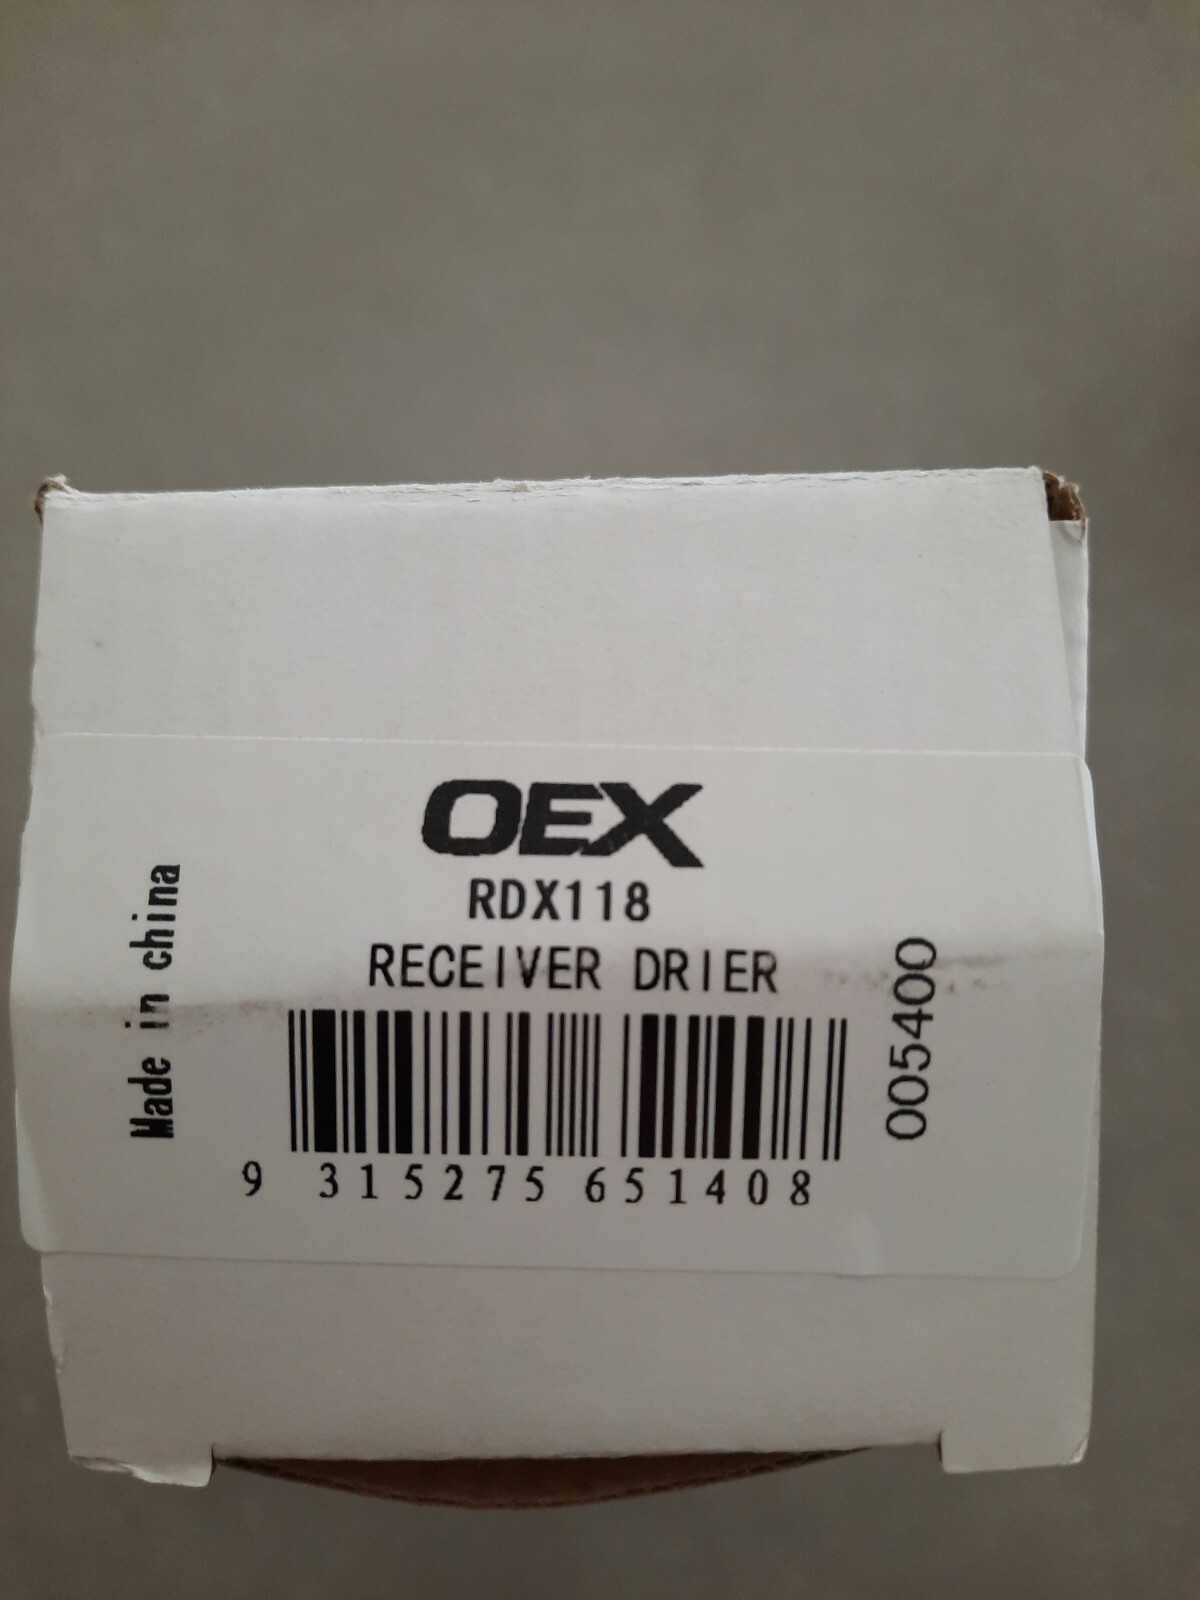 OEX
RDX118
RECEIVER DRIER
Made in china
005400
9 315275 651408